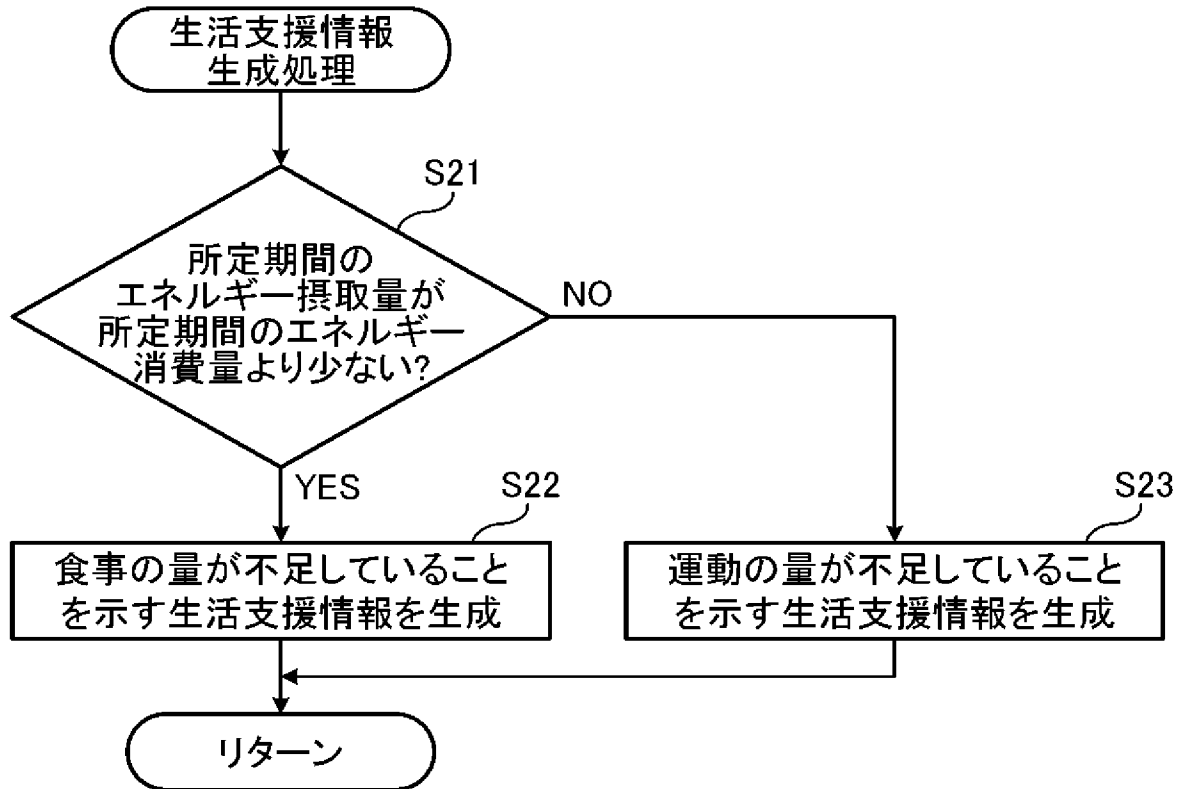 生活支援情報
生成処理
S21
所定期間の
エネルギー摂取量が
所定期間のエネルギー
消費量より少ない?
NO
YES
S22
食事の量が不足していること
を示す生活支援情報を生成
S23
運動の量が不足していること
を示す生活支援情報を生成
リターン